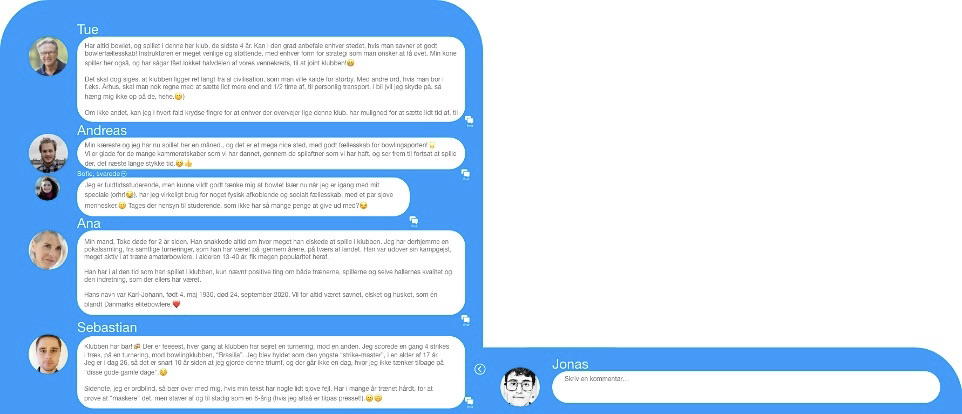 Tue
Har altid bowlet, og spillet i denne her klub, de sidste 4 år. Kan i den grad anbefale enhver stedet, hvis man savner et godt
bowlerfællesskab! Instruktøren er meget venlige og støttende, med enhver form for strategi som man ønsker at få øvet. Min kone
spiller her også, og har sågar fået lokket halvdelen af vores vennekreds, til at joint klubben!😄
Det skal dog siges, at klubben ligger ret langt fra al civilisation, som man ville kalde for storby. Med andre ord, hvis man bor i
f.eks. Århus, skal man nok regne med at sætte lidt mere end end 1/2 time af, til personlig transport, i bil (vil jeg skyde på, så
hæng mig ikke op på de, hehe.😅)
Om ikke andet, kan jeg i hvert fald krydse fingre for at enhver der overvejer lige denne klub, har mulighed for at sætte lidt tid af, til
Andreas
Min kæreste og jeg har nu spillet her en måned., og det er et mega nice sted, med godt fællesskab for bowlingsporten!
Vi er glade for de mange kammeratskaber som vi har dannet, gennem de spilaftner som vi har haft, og ser frem til fortsat at spille
der, det næste lange stykke tid.😄👍
Sofie, svarede
Jeg er fuldtidsstuderende, men kunne vildt godt tænke mig at bowle! Især nu når jeg er igang med mit
speciale (orhr!😂), har jeg virkeligt brug for noget fysisk afkoblende og socialt fællesskab, med et par sjove
mennesker.😄 Tages der hensyn til studerende, som ikke har så mange penge at give ud med?😏
Ana
Min mand, Toke døde for 2 år siden. Han snakkede altid om hvor meget han elskede at spille i klubben. Jeg har derhjemme en
pokalsamling, fra samtlige turneringer, som han har været på igennem årene, på tværs af landet. Han var udover sin kampgejst,
meget aktiv i at træne amatørbowlere. I alderen 13-40 år, fik megen popularitet heraf.
Han har i al den tid som han spillet i klubben, kun nævnt positive ting om både trænerne, spillerne og selve hallernes kvalitet og
den indretning, som der ellers har været.
Hans navn var Karl-Johann, født 4. maj 1930, død 24. september 2020. Vil for altid været savnet, elsket og husket, som én
blandt Danmarks elitebowlere.❤️
Sebastian
Klubben har bar!🍻 Der er feeeest, hver gang at klubben har sejret en turnering, mod en anden. Jeg scorede en gang 4 strikes
i træk, på en turnering, mod bowlingklubben, "Brasilia". Jeg blev hyldet som den yngste "strike-master", i en alder af 17 år.
Jeg er i dag 26, så det er snart 10 år siden at jeg gjorde denne triumf, og der går ikke en dag, hvor jeg ikke tænker tilbage på
"disse gode gamle dage".😌
Sidenote, jeg er ordblind, så bær over med mig, hvis min tekst har nogle lidt sjove fejl. Har i mange år trænet hårdt, for at
prøve at "maskere" det, men staver af og til stadig som en 6-årig (hvis jeg altså er tilpas presset!).😅😄
Jonas
Skriv en kommentar...